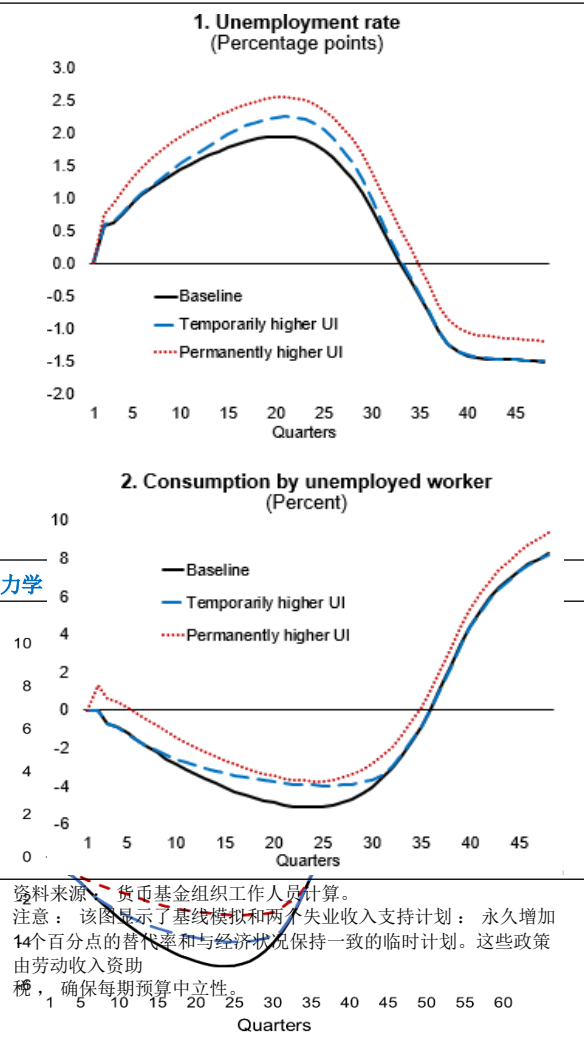 1. Unemployment rate
(Percentage points)
3.0
2.5
2.0
1.5
1.0
0.5
0.0
-0.5
-1.0
-1.5
-2.0
Baseline
Temporarily higher UI
Permanently higher UI
1 5 10 15 20 25 30 35 40 45
Quarters
2. Consumption by unemployed worker
(Percent)
10
8
6
4
2
0
-2
-4
-6
Baseline
Temporarily higher UI
Permanently higher UI
1 5 10 15 20 25 30 35 40 45
Quarters
力学
10
8
6
4
2
0
-2
资料来源： 货币基金组织工作人员计算。
注意： 该图显示了基线模拟和两个失业收入支持计划： 永久增加
14个百分点的替代率和与经济状况保持一致的临时计划。这些政策
由劳动收入资助
税， 确保每期预算中立性。
1 5 10 15 20 25 30 35 40 45 50 55 60
Quarters